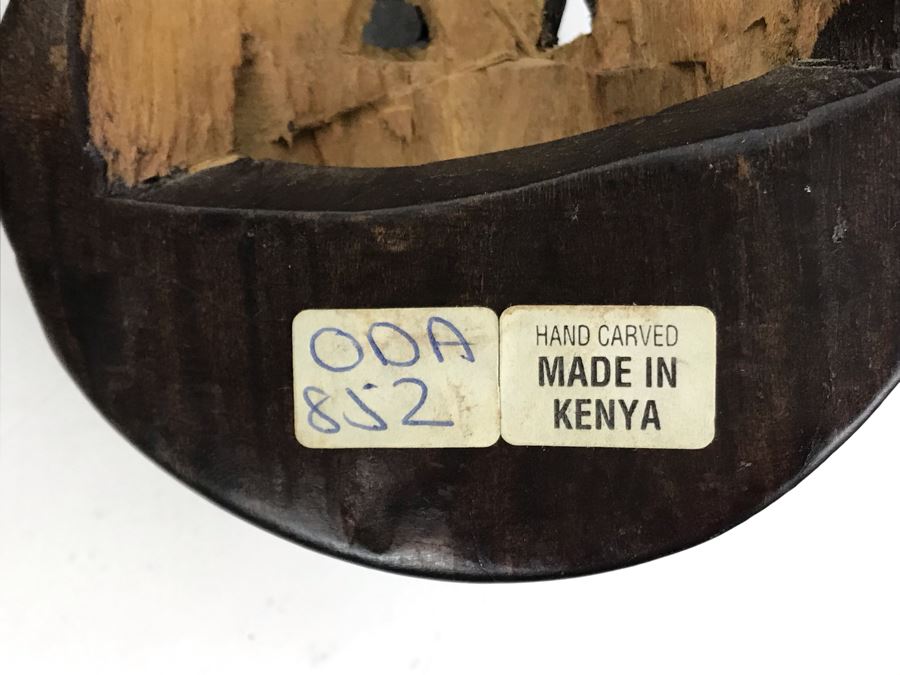 ODA
852
HAND CARVED
MADE IN
KENYA